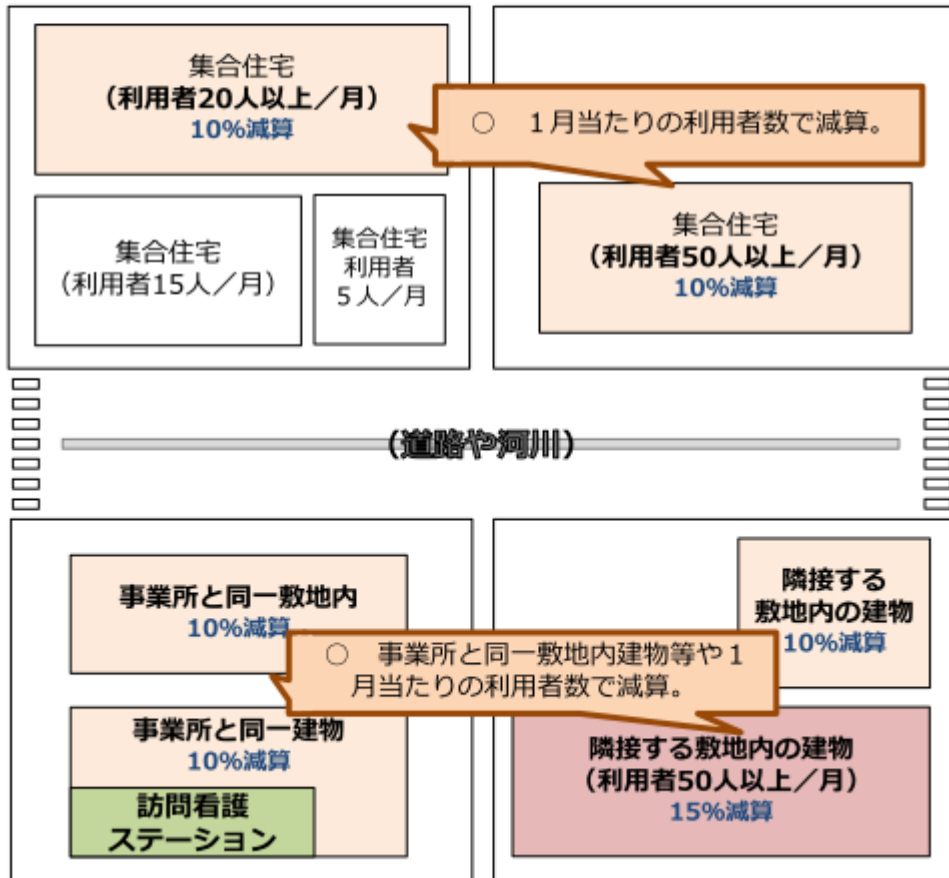 集合住宅
（利用者20人以上／月）
10%減算
○　１月当たりの利用者数で減算。
集合住宅
（利用者15人／月）
集合住宅
利用者
５人／月
集合住宅
（利用者50人以上／月）
10%減算
（道路や河川）
事業所と同一敷地内
10%減算
隣接する
敷地内の建物
10%減算
○　事業所と同一敷地内建物等や１
月当たりの利用者数で減算。
事業所と同一建物
10%減算
訪問看護
ステーション
隣接する敷地内の建物
（利用者50人以上／月）
15%減算